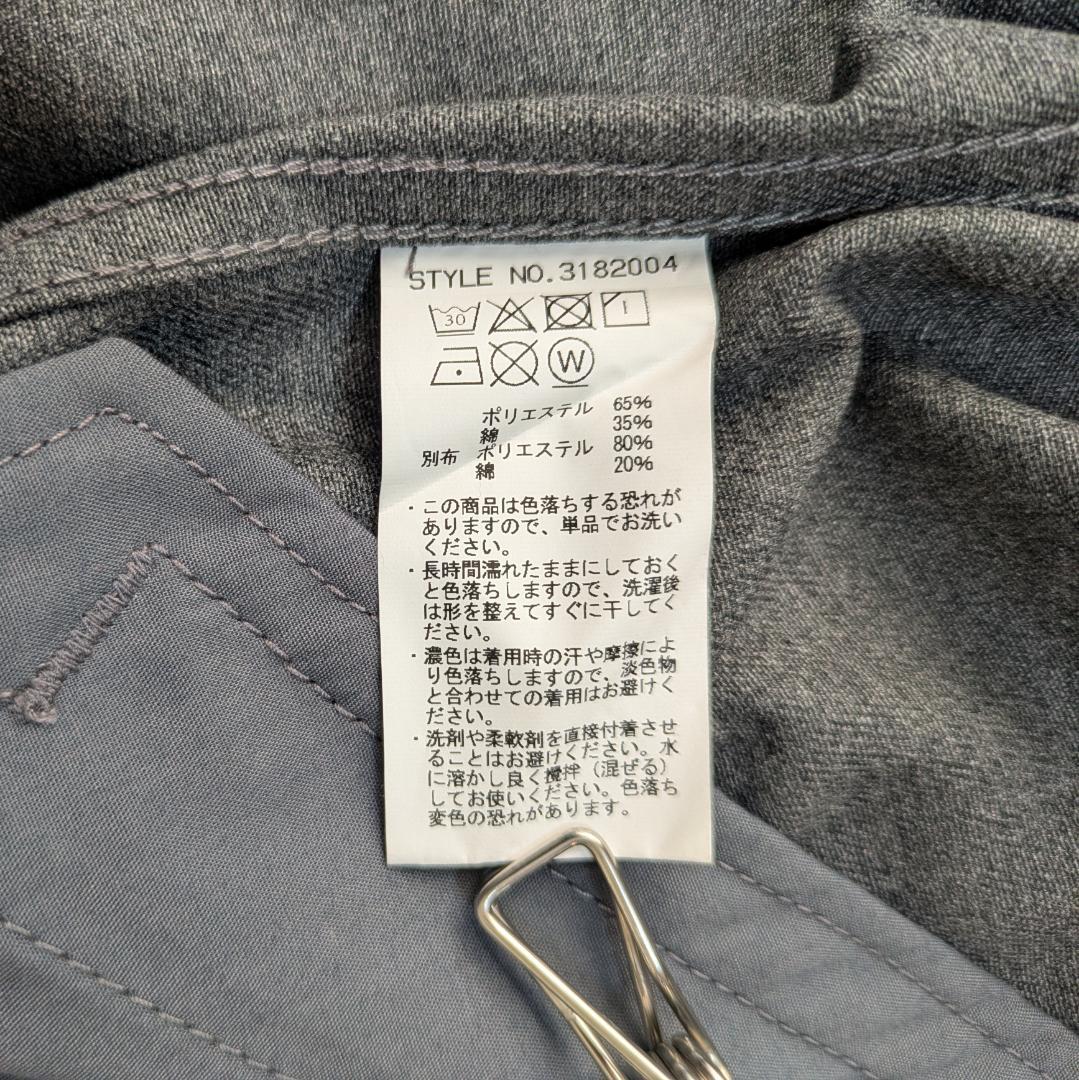 STYLE NO.3182004
30
W
ポリエステル 65%
綿 35%
別布 ポリエステル 80%
綿 20%
・この商品は色落ちする恐れが
ありますので、単品でお洗い
ください。
・長時間濡れたままにしておく
と色落ちしますので、洗濯後
は形を整えてすぐに干してく
ださい。
・濃色は着用時の汗や摩擦によ
り色落ちしますので、淡色物
と合わせての着用はお避けく
ださい。
・洗剤や柔軟剤を直接付着させ
ることはお避けください。水
に溶かし良く攪拌（混ぜる）
してお使いください。色落ち
変色の恐れがあります。